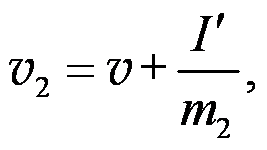 v₂ = v + I′/m₂,